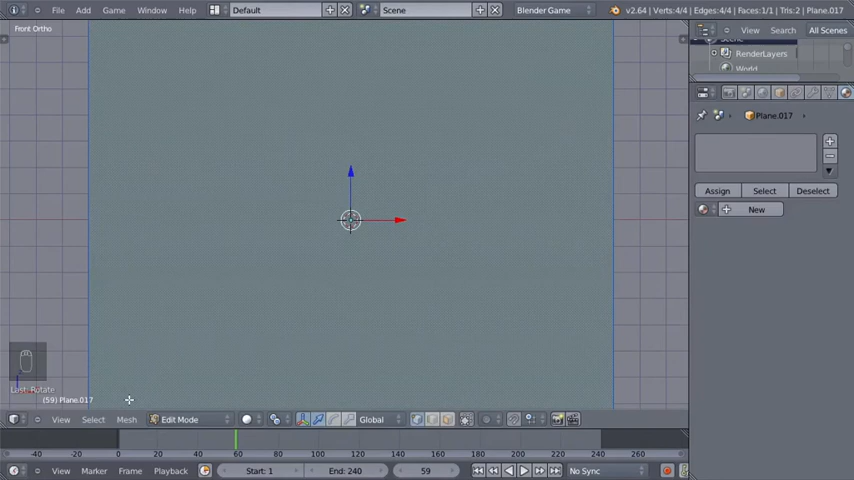 File Add Game Window Help Default Scene Blender Game v2.64 | Verts:4/4 | Edges:4/4 | Faces:1/1 | Tris:2 | Plane.017
Front Ortho
View Search All Scenes
RenderLayers
World
Plane.017
Assign Select Deselect
New
Last: Rotate
(59) Plane.017
View Select Mesh Edit Mode Global
-40 -20 0 20 40 60 80 100 120 140 160 180 200 220 240 260
View Marker Frame Playback Start: 1 End: 240 59 No Sync